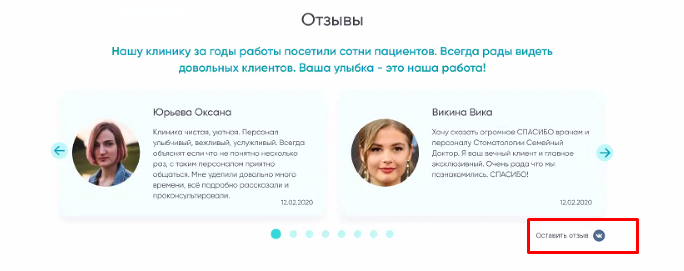 Отзывы
Нашу клинику за годы работы посетили сотни пациентов. Всегда рады видеть
довольных клиентов. Ваша улыбка - это наша работа!
Юрьева Оксана
Клиника чистая, уютная. Персонал
улыбчивый, вежливый, услужливый. Всегда
объяснят если что не понятно несколько
раз, с таким персоналом приятно
общаться. Мне уделили довольно много
времени, всё подробно рассказали и
проконсультировали.
12.02.2020
Викина Вика
Хочу сказать огромное СПАСИБО врачам и
персоналу Стоматологии Семейный
Доктор. Я ваш вечный клиент и главное
эксклюзивный. Очень рада что мы
познакомились. СПАСИБО!
12.02.2020
Оставить отзыв